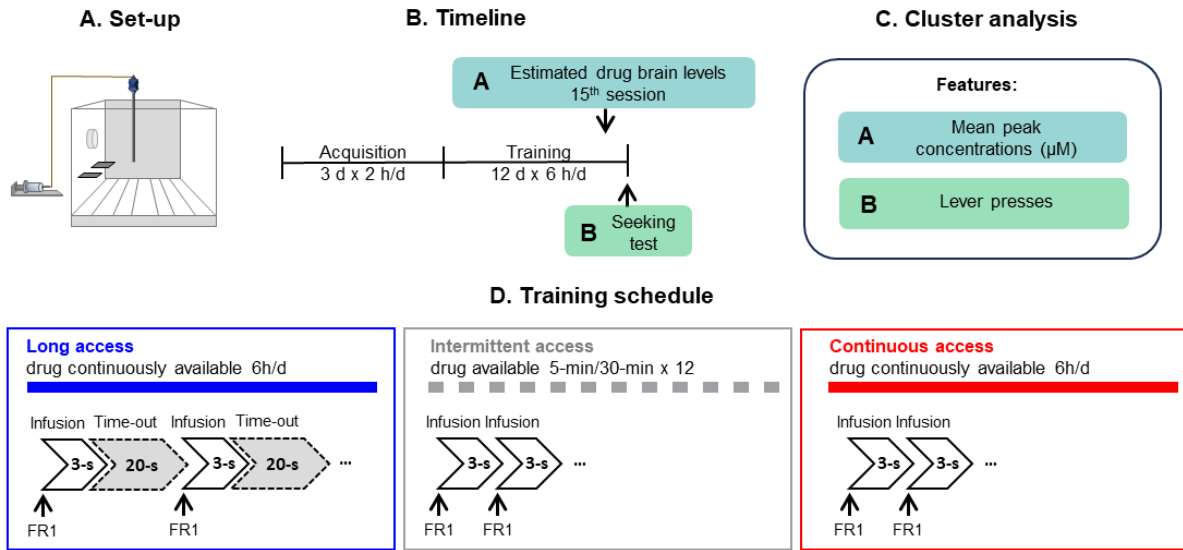 A. Set-up
B. Timeline
C. Cluster analysis
A
Estimated drug brain levels
15th session
Acquisition
3 d x 2 h/d
Training
12 d x 6 h/d
B
Seeking
test
Features:
A
Mean peak
concentrations (µM)
B
Lever presses
D. Training schedule
Long access
drug continuously available 6h/d
Infusion Time-out Infusion Time-out
3-s 20-s 3-s 20-s ...
FR1 FR1
Intermittent access
drug available 5-min/30-min x 12
Infusion Infusion
3-s 3-s ...
FR1 FR1
Continuous access
drug continuously available 6h/d
Infusion Infusion
3-s 3-s ...
FR1 FR1